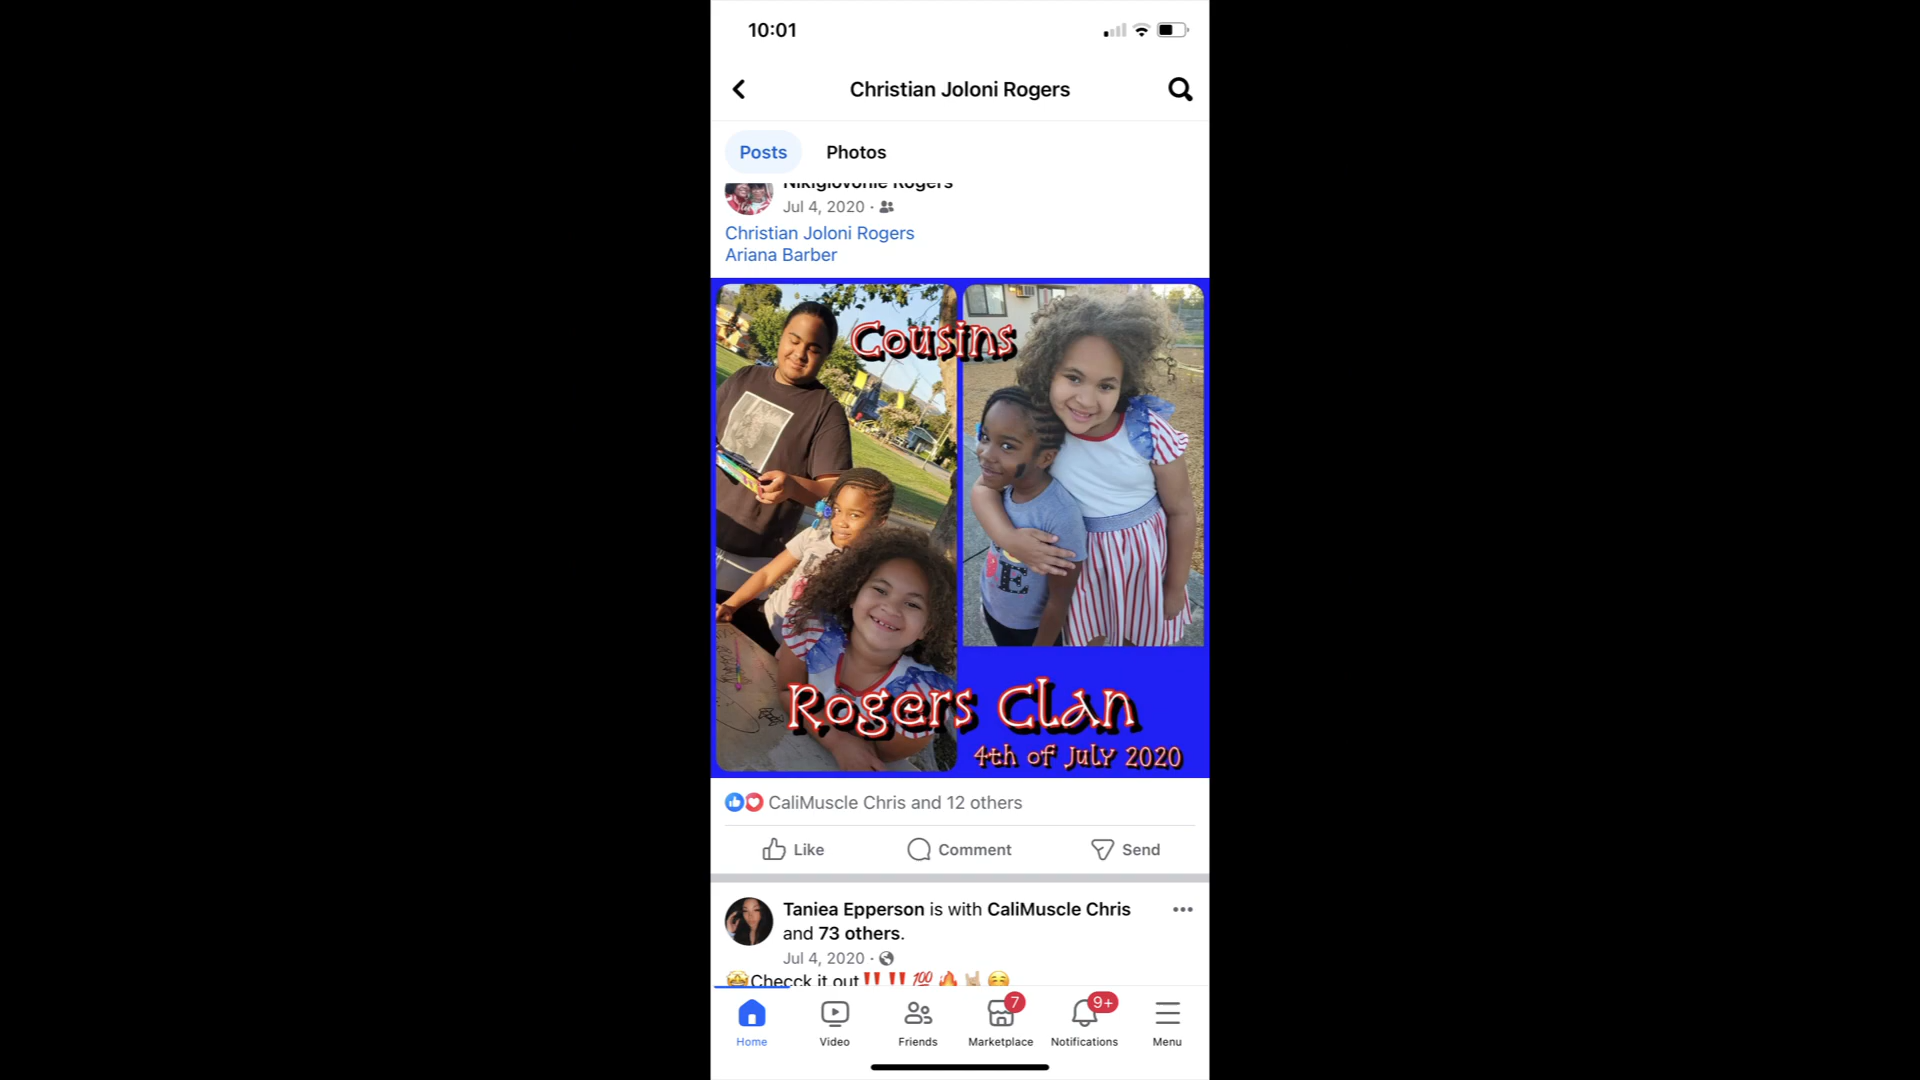 10:01
Christian Joloni Rogers
Posts Photos
Nikigiovonie Rogers
Jul 4, 2020 ·
Christian Joloni Rogers
Ariana Barber
Cousins
E
Rogers Clan
4th of July 2020
CaliMuscle Chris and 12 others
Like Comment Send
Taniea Epperson is with CaliMuscle Chris
and 73 others.
Jul 4, 2020 ·
🤩Checck it out‼️‼️💯🔥🤘🏼☺️
7 9+
Home Video Friends Marketplace Notifications Menu